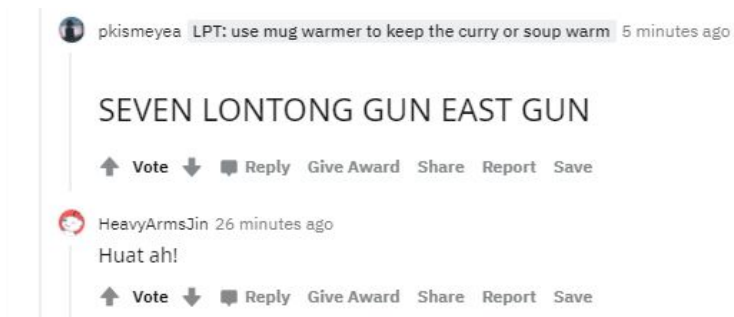 pkismeyea LPT: use mug warmer to keep the curry or soup warm 5 minutes ago
SEVEN LONTONG GUN EAST GUN
Vote Reply Give Award Share Report Save
HeavyArmsJin 26 minutes ago
Huat ah!
Vote Reply Give Award Share Report Save